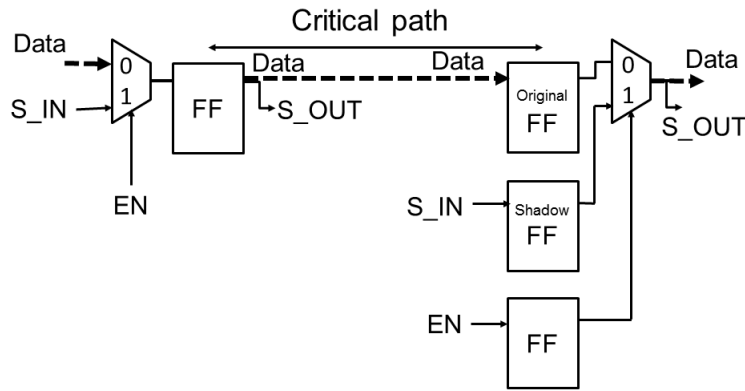 Critical path
Data
0
1
S_IN
FF
EN
Data
S_OUT
Data
Original
FF
0
1
Data
S_OUT
S_IN
Shadow
FF
EN
FF